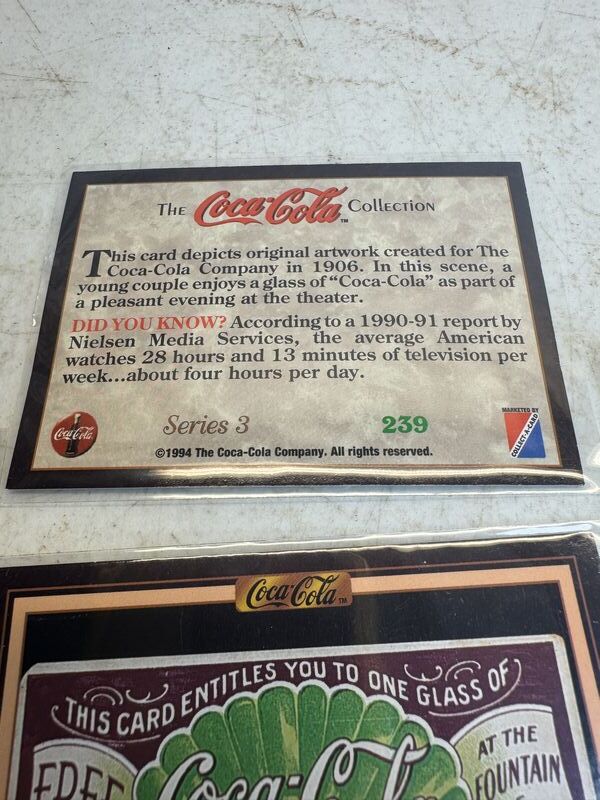 THE Coca-Cola™ COLLECTION
This card depicts original artwork created for The
Coca-Cola Company in 1906. In this scene, a
young couple enjoys a glass of "Coca-Cola" as part of
a pleasant evening at the theater.
DID YOU KNOW? According to a 1990-91 report by
Nielsen Media Services, the average American
watches 28 hours and 13 minutes of television per
week...about four hours per day.
Coca-Cola
Series 3
239
MARKETED BY
COLLECT-A-CARD
©1994 The Coca-Cola Company. All rights reserved.
Coca-Cola™
THIS CARD ENTITLES YOU TO ONE GLASS OF
FREE
Coca-Cola
AT THE
FOUNTAIN